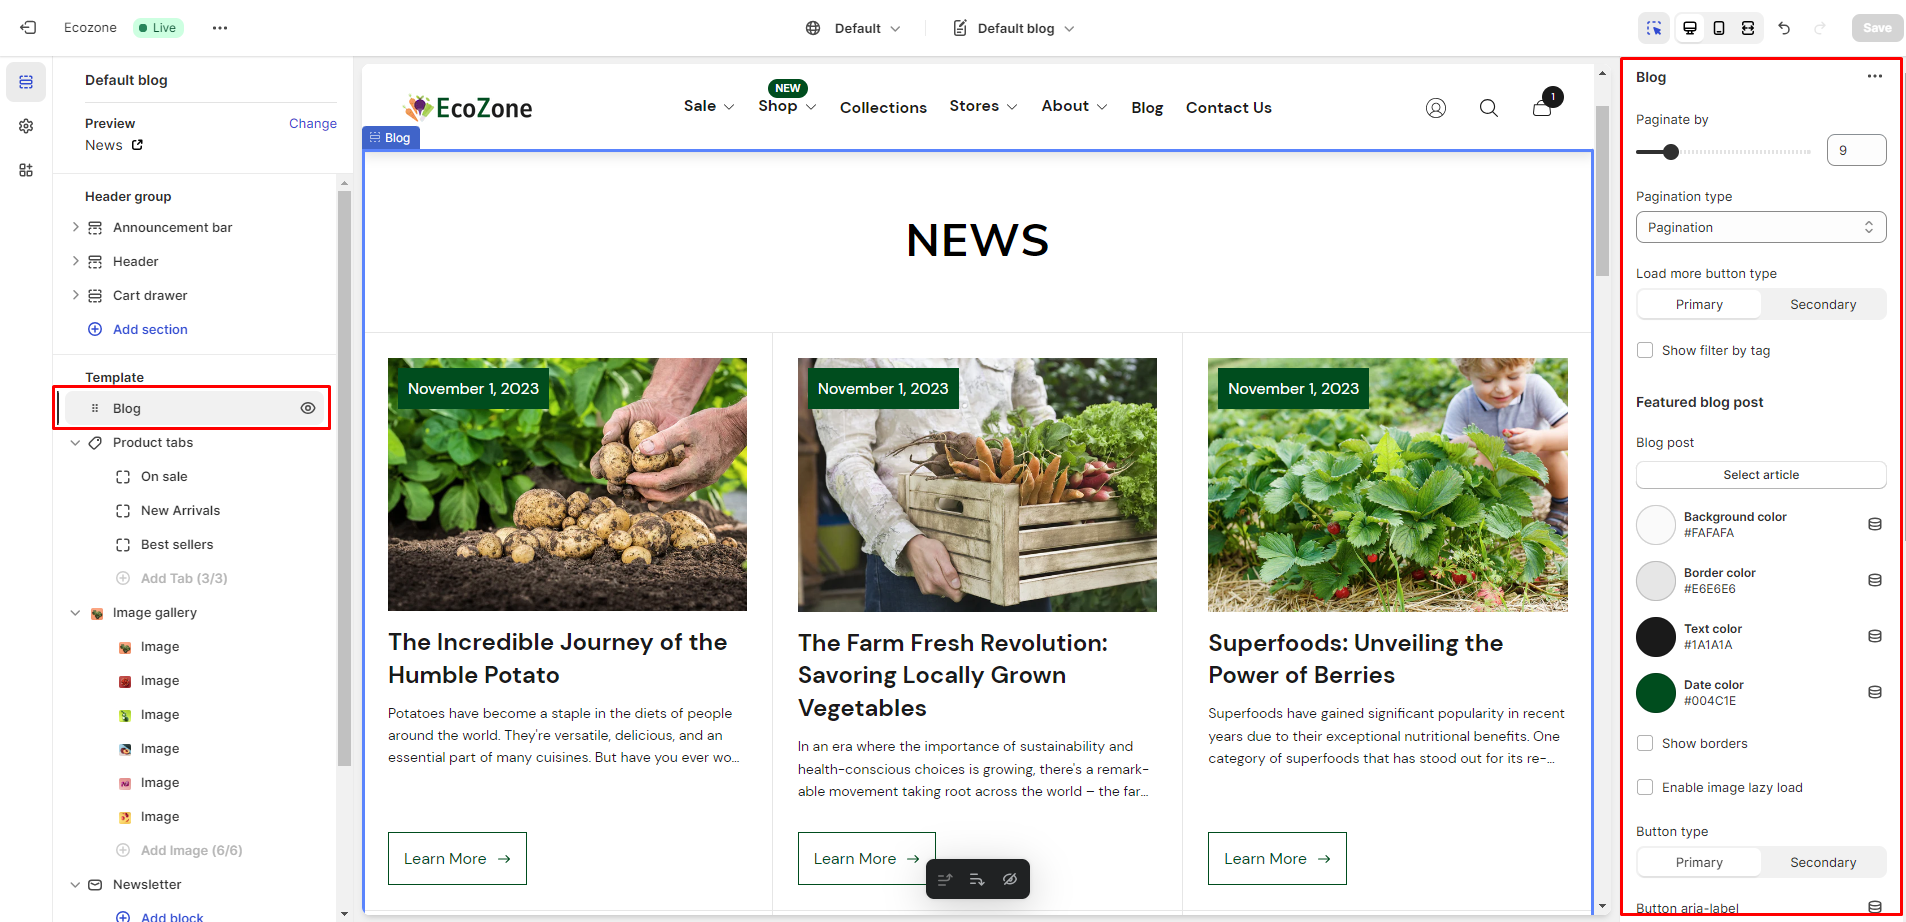 Ecozone
Live
Default
Default blog
Save
Default blog
Preview
Change
News
Header group
Announcement bar
Header
Cart drawer
Add section
Template
Blog
Product tabs
On sale
New Arrivals
Best sellers
Add Tab (3/3)
Image gallery
Image
Image
Image
Image
Image
Image
Add Image (6/6)
Newsletter
Add block
EcoZone
Sale
NEW
Shop
Collections
Stores
About
Blog
Contact Us
1
Blog
NEWS
November 1, 2023
The Incredible Journey of the
Humble Potato
Potatoes have become a staple in the diets of people
around the world. They're versatile, delicious, and an
essential part of many cuisines. But have you ever wo...
Learn More
November 1, 2023
The Farm Fresh Revolution:
Savoring Locally Grown
Vegetables
In an era where the importance of sustainability and
health-conscious choices is growing, there's a remark-
able movement taking root across the world – the far...
Learn More
November 1, 2023
Superfoods: Unveiling the
Power of Berries
Superfoods have gained significant popularity in recent
years due to their exceptional nutritional benefits. One
category of superfoods that has stood out for its re-...
Learn More
Blog
Paginate by
9
Pagination type
Pagination
Load more button type
Primary
Secondary
Show filter by tag
Featured blog post
Blog post
Select article
Background color
#FAFAFA
Border color
#E6E6E6
Text color
#1A1A1A
Date color
#004C1E
Show borders
Enable image lazy load
Button type
Primary
Secondary
Button aria-label